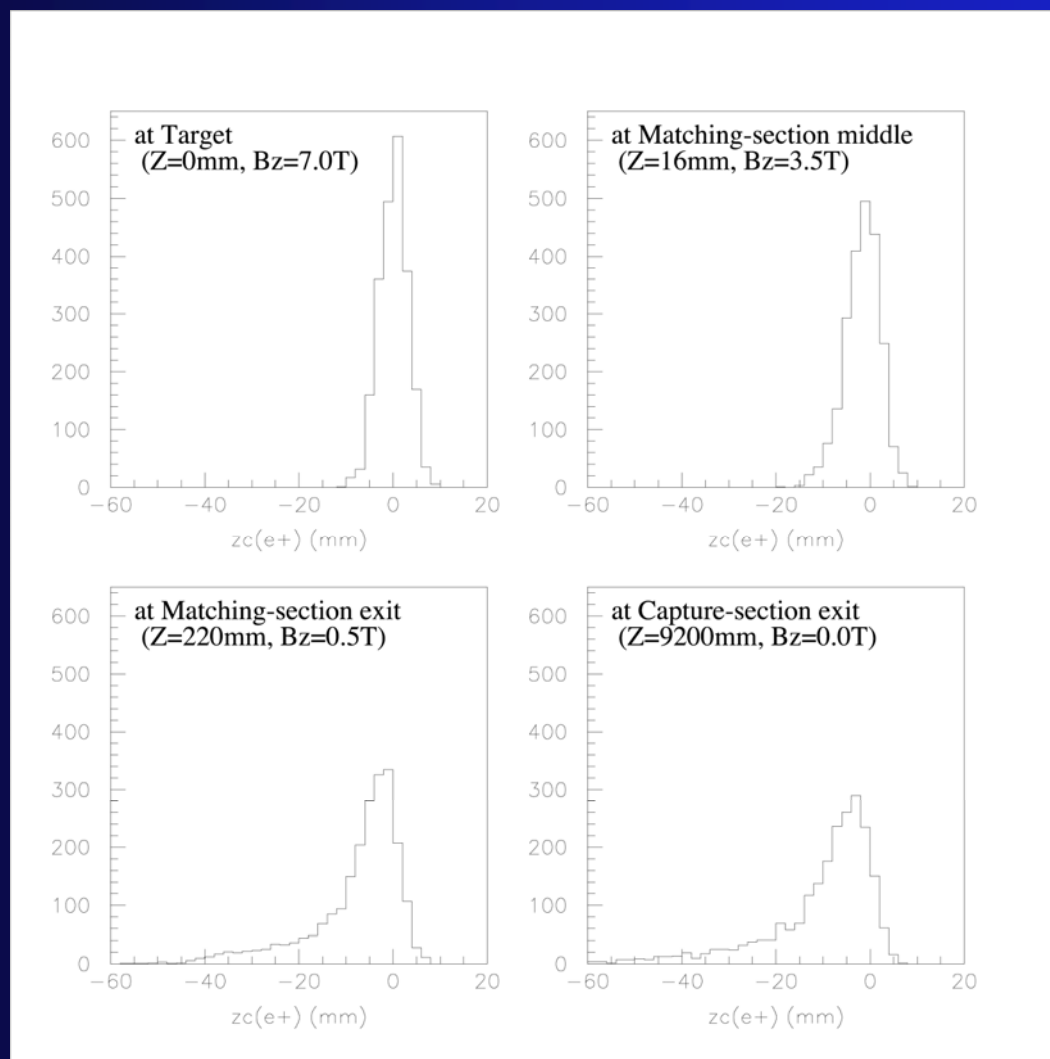 at Target
(Z=0mm, Bz=7.0T)
600
500
400
300
200
100
0
−60 −40 −20 0 20
zc(e+) (mm)
at Matching-section middle
(Z=16mm, Bz=3.5T)
600
500
400
300
200
100
0
−60 −40 −20 0 20
zc(e+) (mm)
at Matching-section exit
(Z=220mm, Bz=0.5T)
600
500
400
300
200
100
0
−60 −40 −20 0 20
zc(e+) (mm)
at Capture-section exit
(Z=9200mm, Bz=0.0T)
600
500
400
300
200
100
0
−60 −40 −20 0 20
zc(e+) (mm)